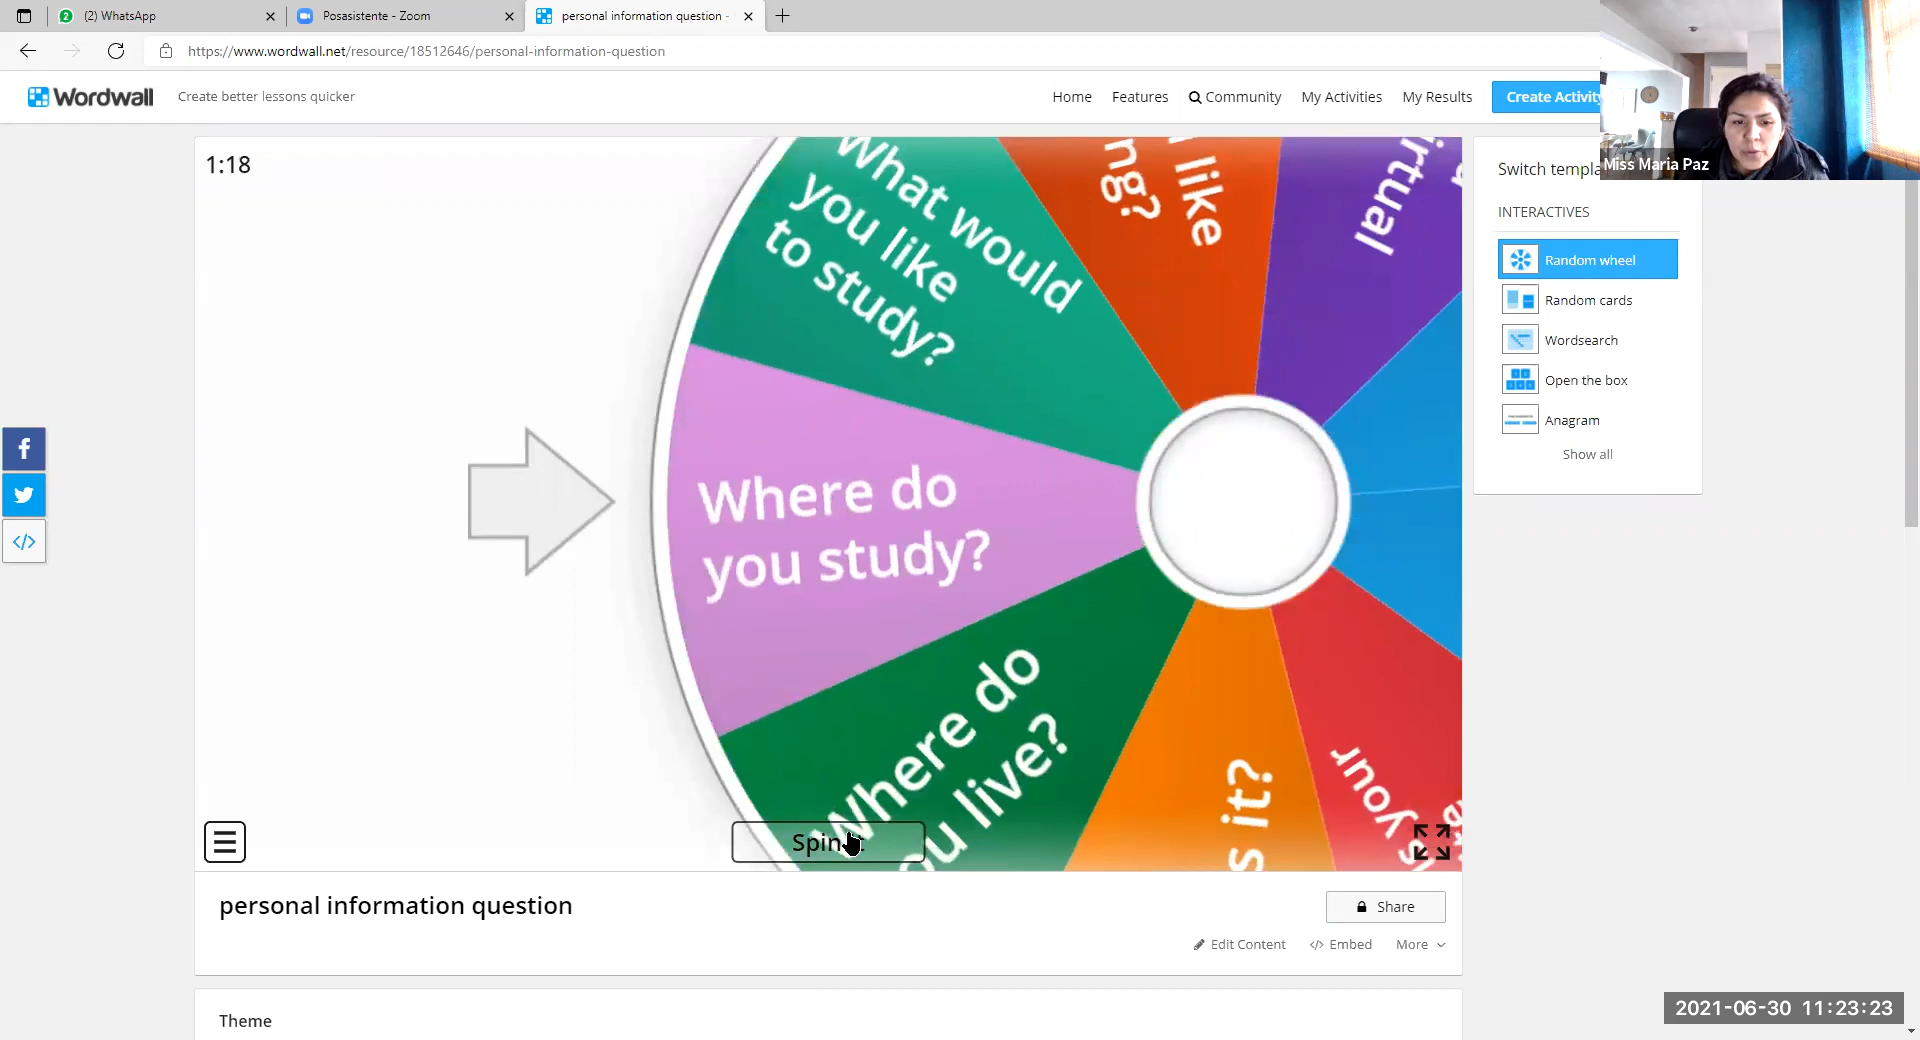 (2) WhatsApp
Posasistente - Zoom
personal information question -
https://www.wordwall.net/resource/18512646/personal-information-question
Wordwall
Create better lessons quicker
Home
Features
Community
My Activities
My Results
Create Activity
Miss Maria Paz
1:18
What would
you like
to study?
like
ng?
irtual
Where do
you study?
Where do
ou live?
s it?
s your
Spin
Switch templa
INTERACTIVES
Random wheel
Random cards
Wordsearch
Open the box
Anagram
Show all
personal information question
Share
Edit Content
</> Embed
More
Theme
2021-06-30 11:23:23